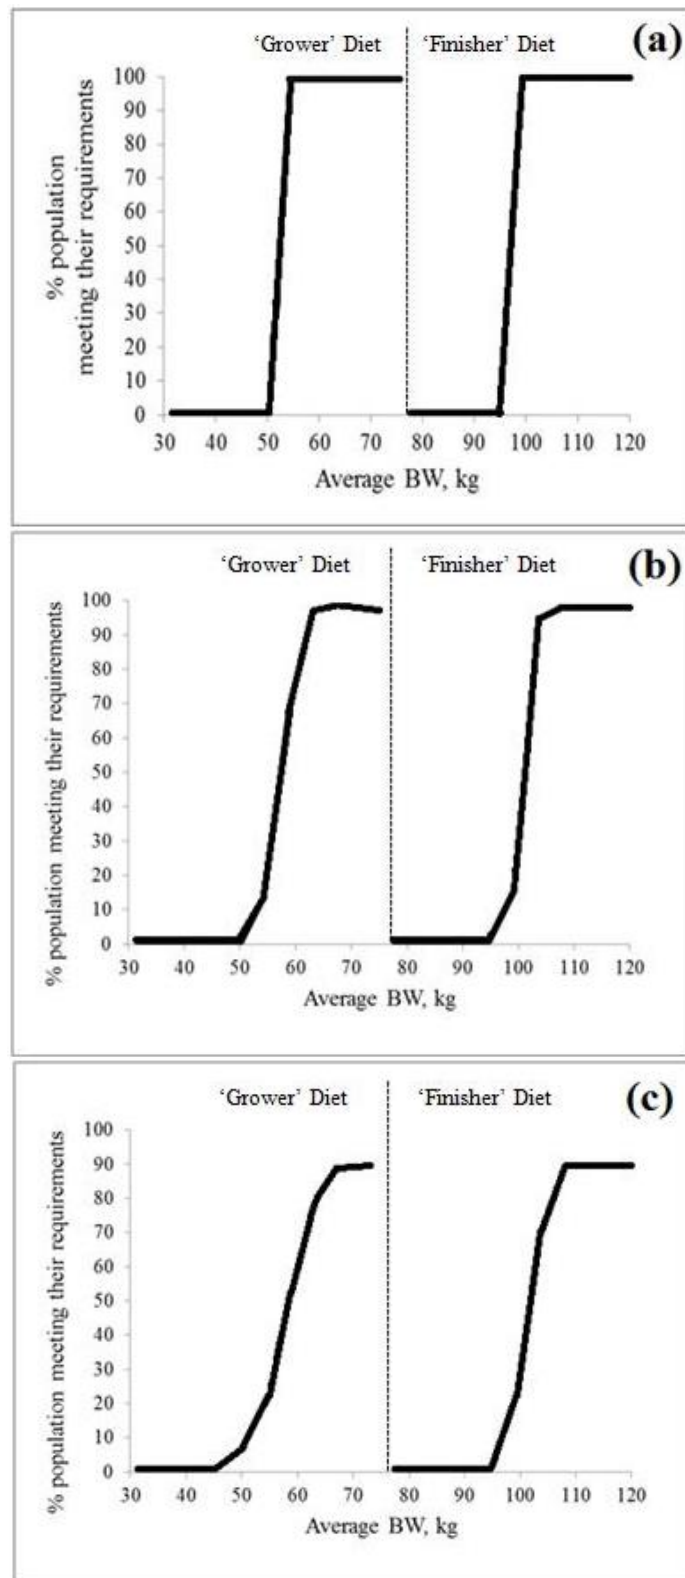 ‘Grower’ Diet ‘Finisher’ Diet (a)
% population
meeting their requirements
100
90
80
70
60
50
40
30
20
10
0
30 40 50 60 70 80 90 100 110 120
Average BW, kg
‘Grower’ Diet ‘Finisher’ Diet (b)
% population meeting their requirements
100
90
80
70
60
50
40
30
20
10
0
30 40 50 60 70 80 90 100 110 120
Average BW, kg
‘Grower’ Diet ‘Finisher’ Diet (c)
% population meeting their requirements
100
90
80
70
60
50
40
30
20
10
0
30 40 50 60 70 80 90 100 110 120
Average BW, kg